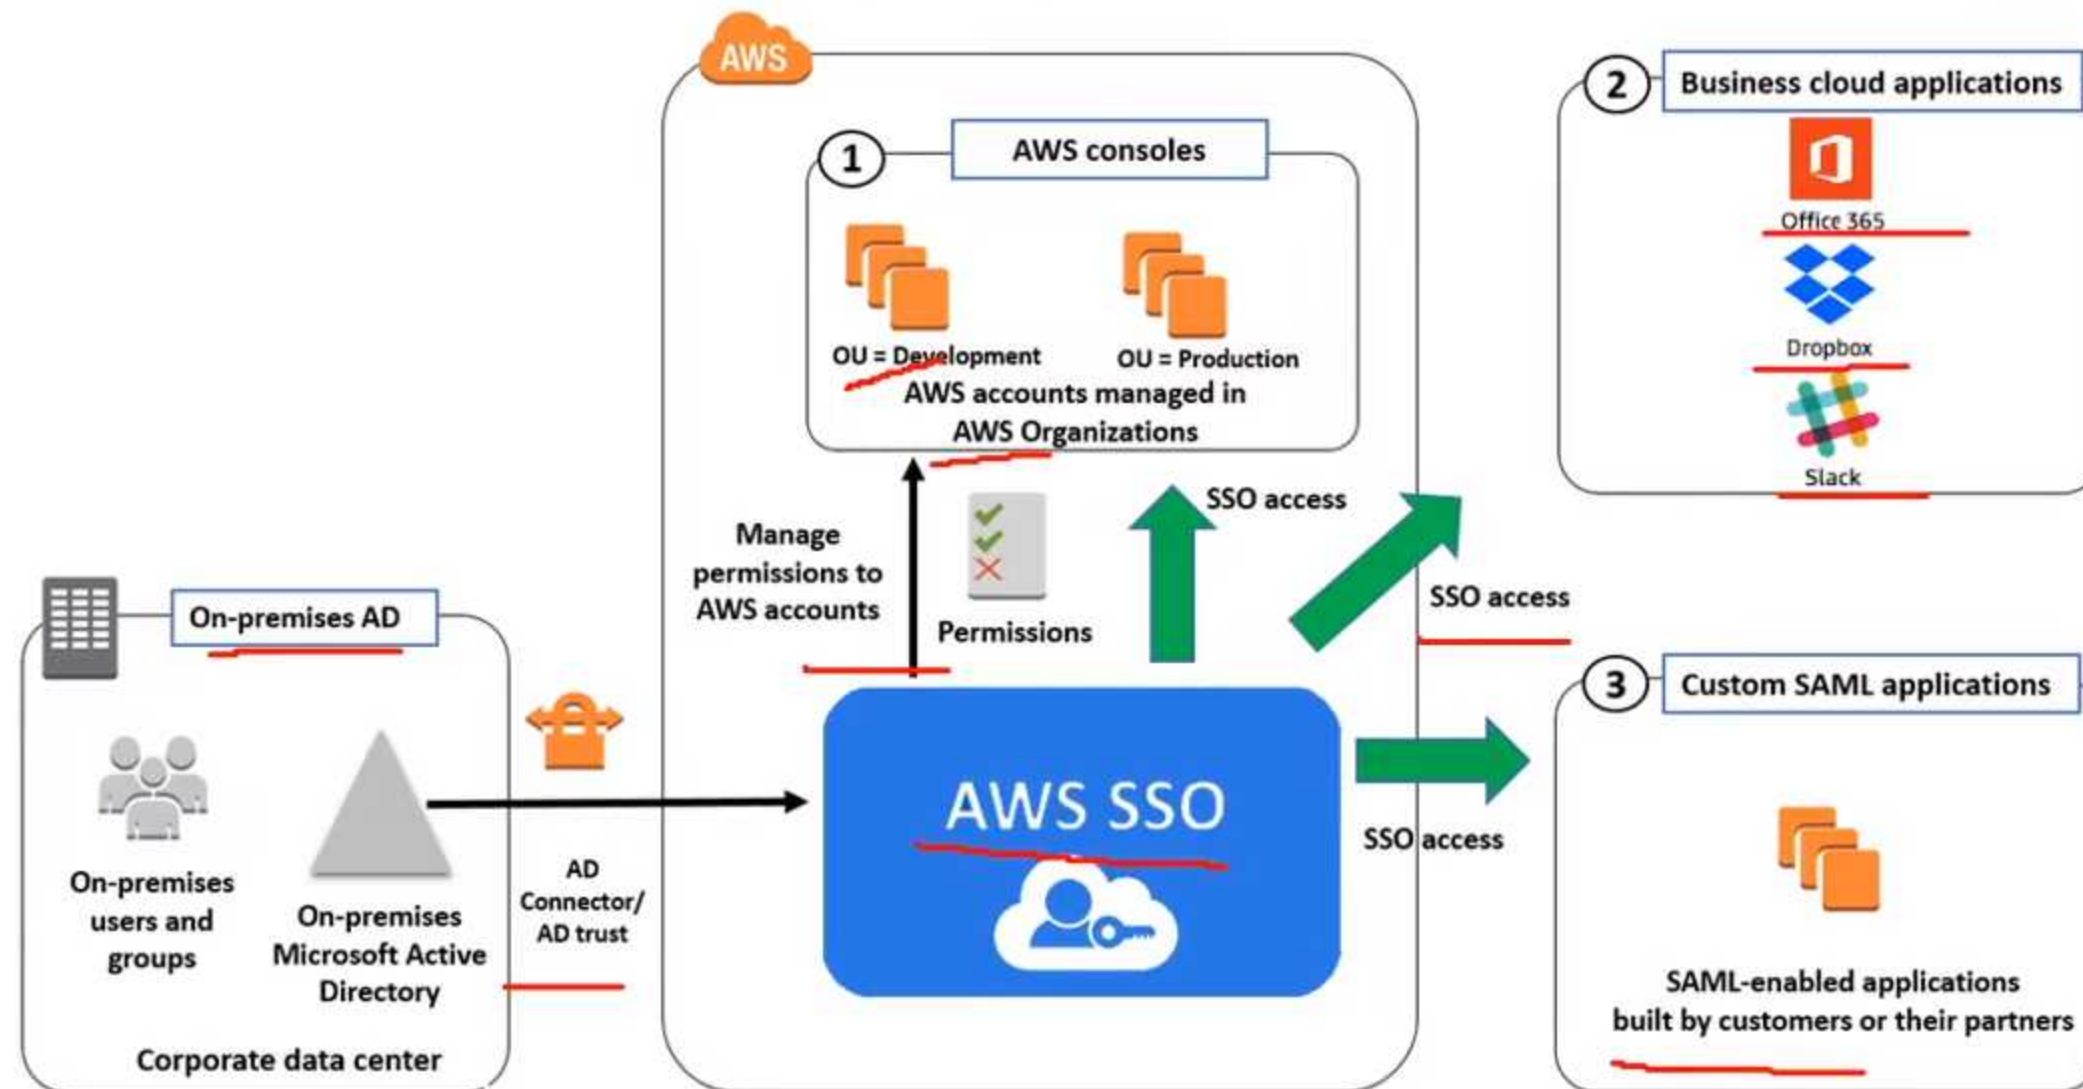 AWS
1
AWS consoles
OU = Development
OU = Production
AWS accounts managed in
AWS Organizations
2
Business cloud applications
Office 365
Dropbox
Slack
Manage
permissions to
AWS accounts
Permissions
SSO access
SSO access
On-premises AD
On-premises
users and
groups
On-premises
Microsoft Active
Directory
Corporate data center
AD
Connector/
AD trust
AWS SSO
SSO access
3
Custom SAML applications
SAML-enabled applications
built by customers or their partners